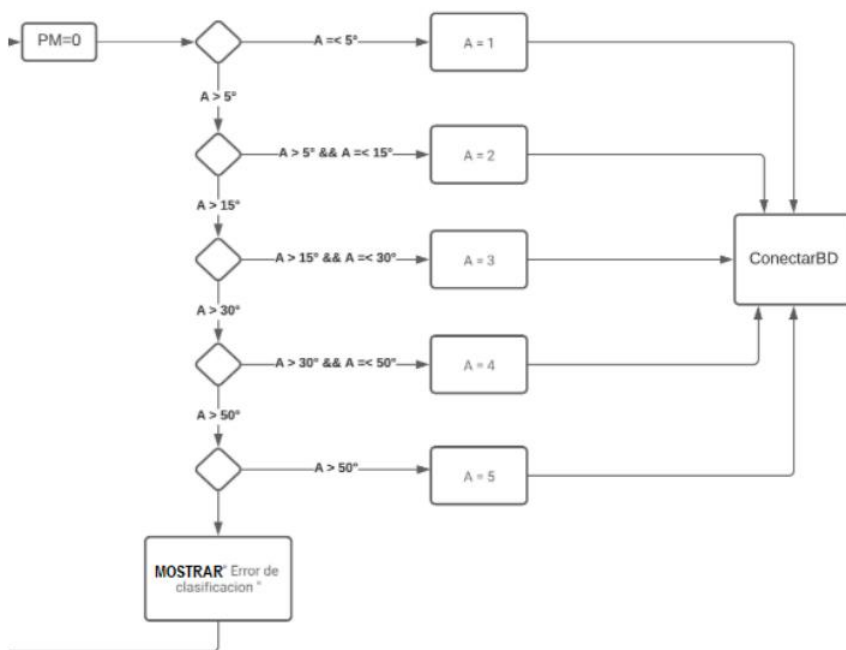 PM=0
A =< 5°
A = 1
A > 5°
A > 5° && A =< 15°
A = 2
A > 15°
A > 15° && A =< 30°
A = 3
ConectarBD
A > 30°
A > 30° && A =< 50°
A = 4
A > 50°
A > 50°
A = 5
MOSTRAR" Error de
clasificacion "